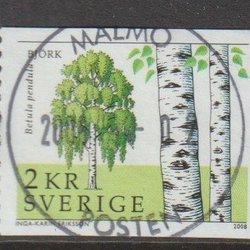 MALMÖ
BJÖRK
Betula pendula
2 KR
SVERIGE
INGA-KARIN ERIKSSON
2008
POSTEN